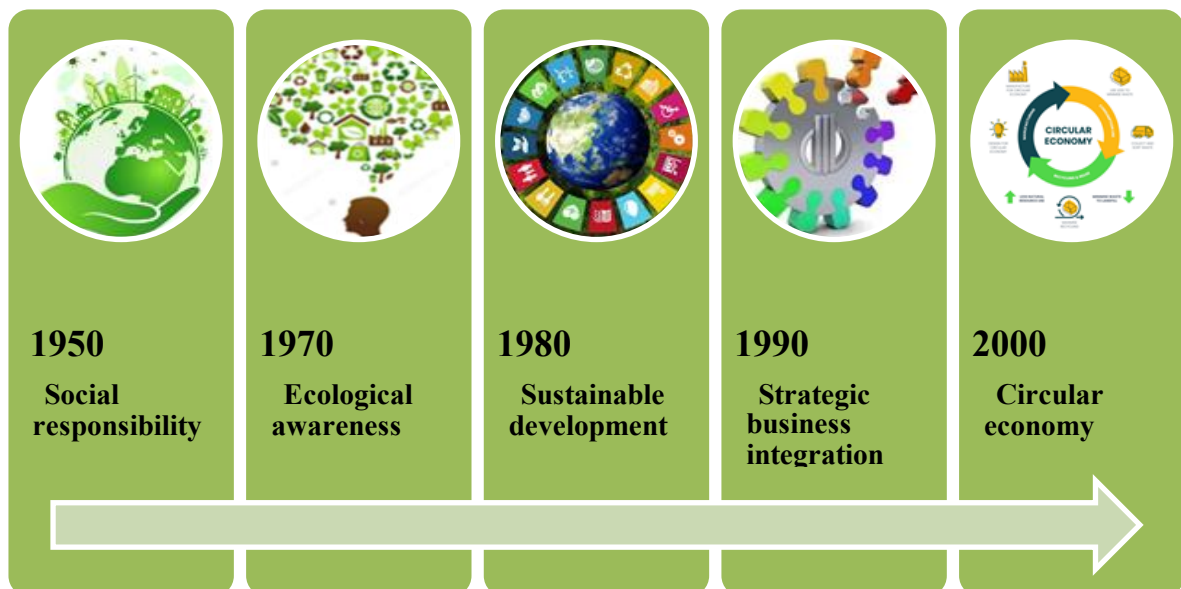 1950
Social
responsibility
1970
Ecological
awareness
1980
Sustainable
development
1990
Strategic
business
integration
2000
Circular
economy
CIRCULAR
ECONOMY